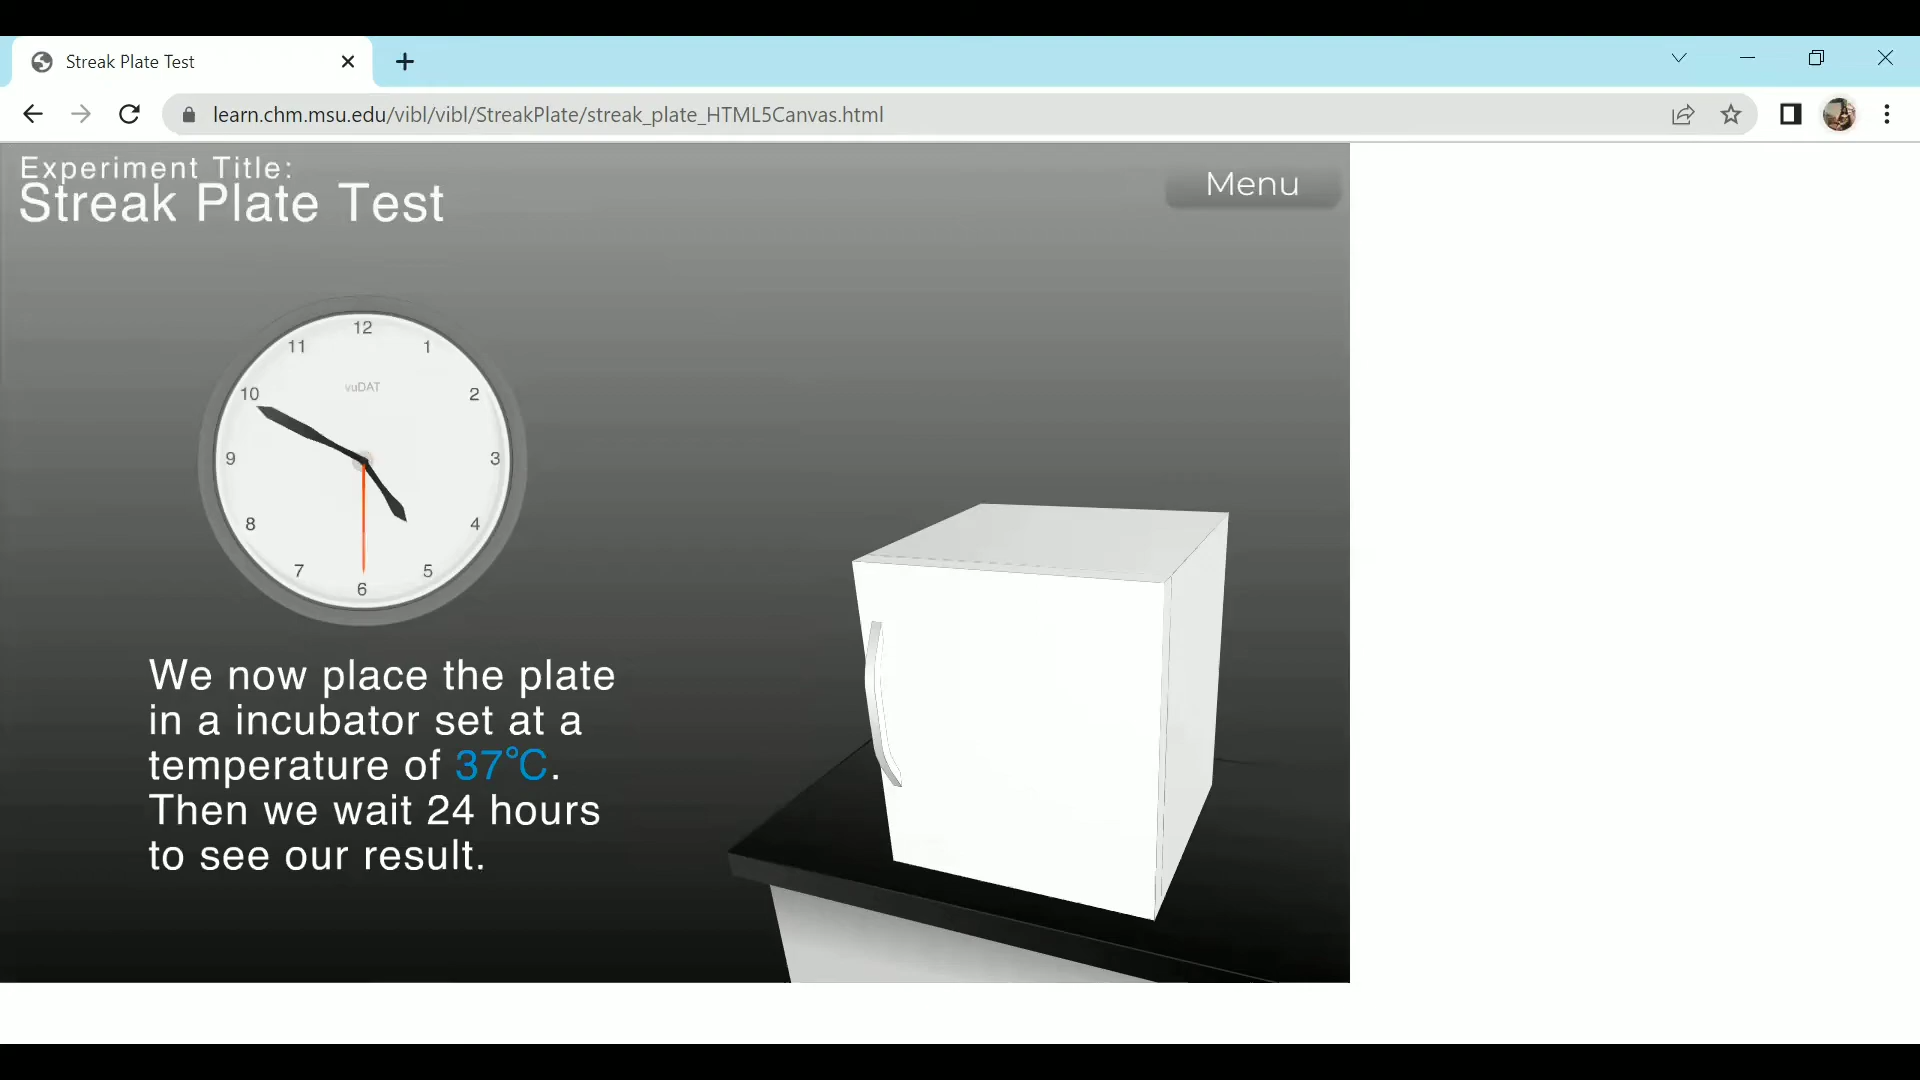 Streak Plate Test
learn.chm.msu.edu/vibl/vibl/StreakPlate/streak_plate_HTML5Canvas.html
Experiment Title:
Streak Plate Test
Menu
12
11
1
vuDAT
10
2
9
3
8
4
7
5
6
We now place the plate
in a incubator set at a
temperature of 37°C.
Then we wait 24 hours
to see our result.